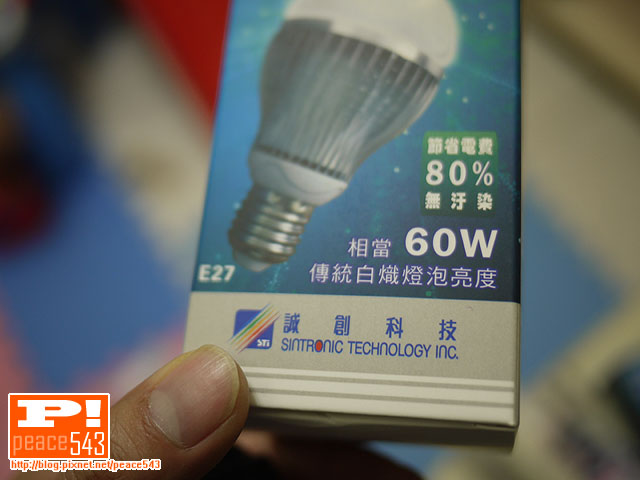 節省電費
80%
無汙染
相當 60W
傳統白熾燈泡亮度
E27
STi
誠創科技
SINTRONIC TECHNOLOGY INC.
P!
peace543
http://blog.pixnet.net/peace543